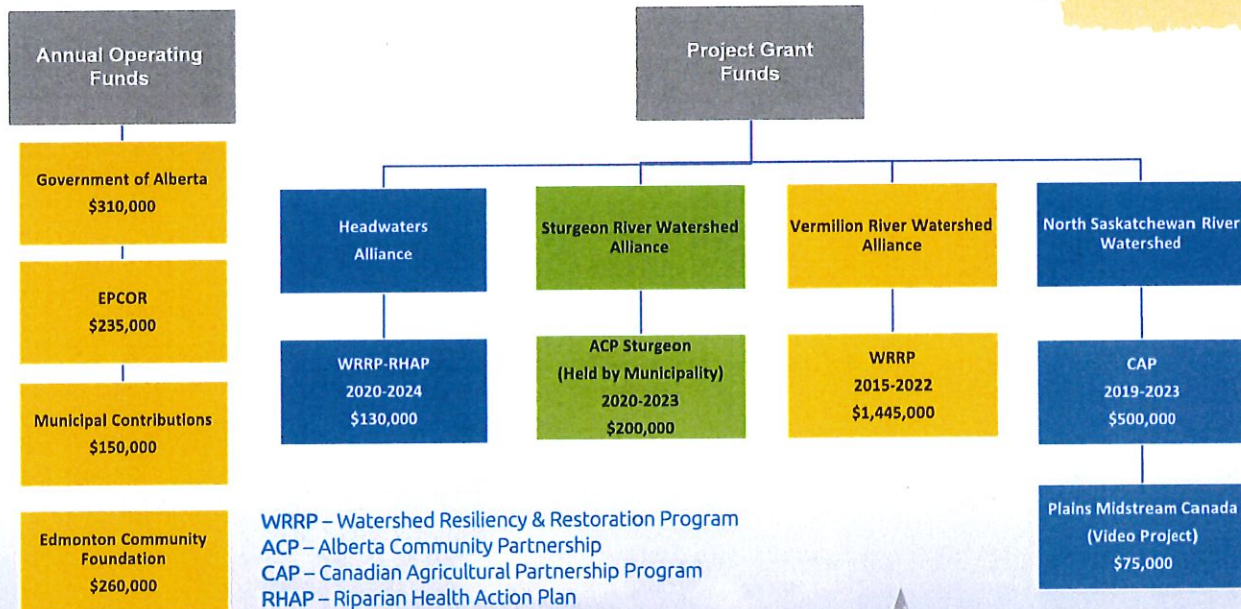 Annual Operating
Funds
Government of Alberta
$310,000
EPCOR
$235,000
Municipal Contributions
$150,000
Edmonton Community
Foundation
$260,000
Project Grant
Funds
Headwaters
Alliance
WRRP-RHAP
2020-2024
$130,000
Sturgeon River Watershed
Alliance
ACP Sturgeon
(Held by Municipality)
2020-2023
$200,000
Vermilion River Watershed
Alliance
WRRP
2015-2022
$1,445,000
North Saskatchewan River
Watershed
CAP
2019-2023
$500,000
Plains Midstream Canada
(Video Project)
$75,000
WRRP – Watershed Resiliency & Restoration Program
ACP – Alberta Community Partnership
CAP – Canadian Agricultural Partnership Program
RHAP – Riparian Health Action Plan